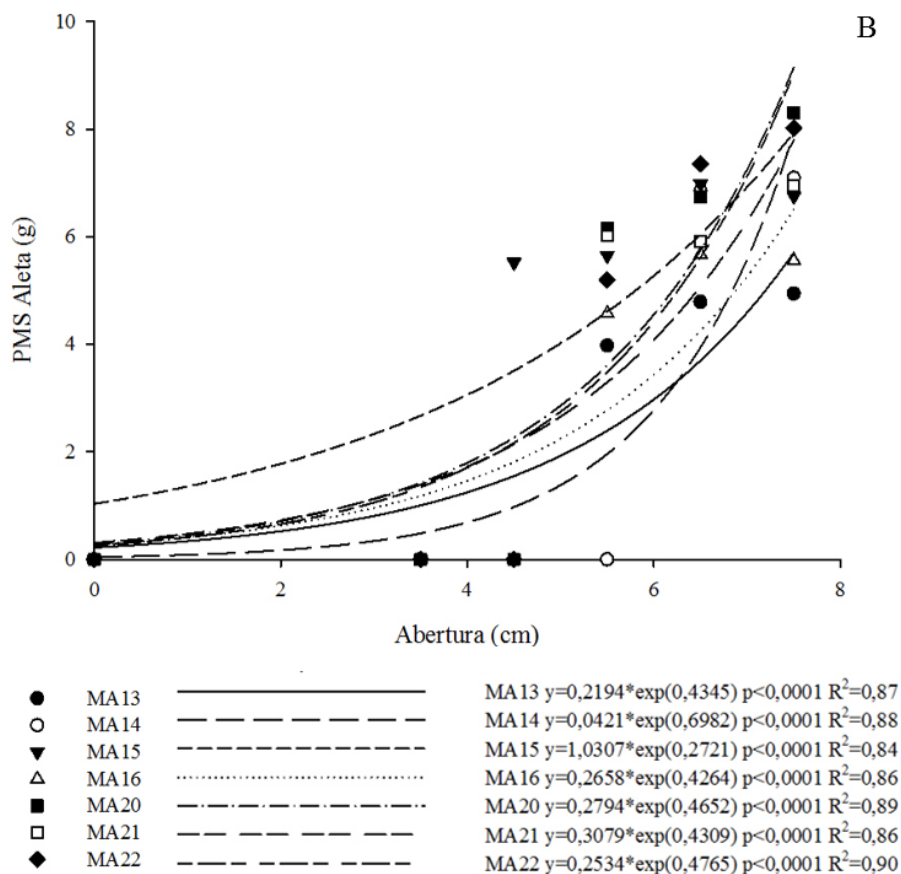 B
10
8
6
4
2
0
PMS Aleta (g)
0 2 4 6 8
Abertura (cm)
MA13 MA13 y=0,2194*exp(0,4345) p<0,0001 R²=0,87
MA14 MA14 y=0,0421*exp(0,6982) p<0,0001 R²=0,88
MA15 MA15 y=1,0307*exp(0,2721) p<0,0001 R²=0,84
MA16 MA16 y=0,2658*exp(0,4264) p<0,0001 R²=0,86
MA20 MA20 y=0,2794*exp(0,4652) p<0,0001 R²=0,89
MA21 MA21 y=0,3079*exp(0,4309) p<0,0001 R²=0,86
MA22 MA22 y=0,2534*exp(0,4765) p<0,0001 R²=0,90